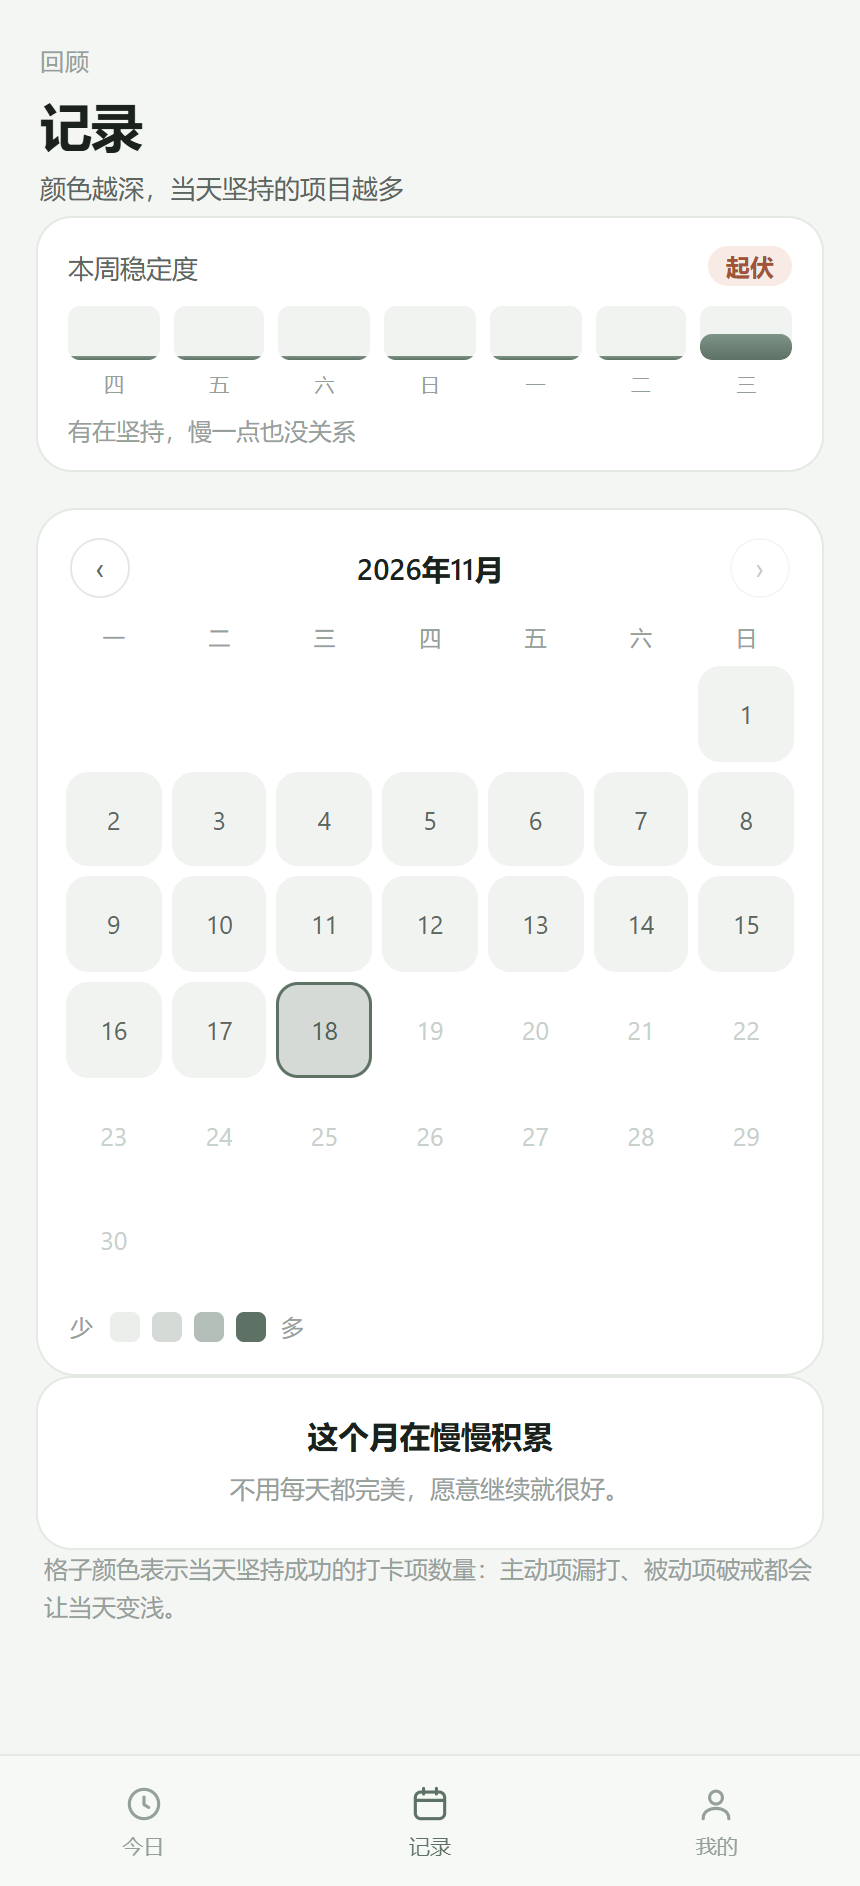 回顾
记录
颜色越深，当天坚持的项目越多
本周稳定度 起伏
四 五 六 日 一 二 三
有在坚持，慢一点也没关系
‹ 2026年11月 ›
一 二 三 四 五 六 日
1
2 3 4 5 6 7 8
9 10 11 12 13 14 15
16 17 18 19 20 21 22
23 24 25 26 27 28 29
30
少 多
这个月在慢慢积累
不用每天都完美，愿意继续就很好。
格子颜色表示当天坚持成功的打卡项数量：主动项漏打、被动项破戒都会
让当天变浅。
今日 记录 我的